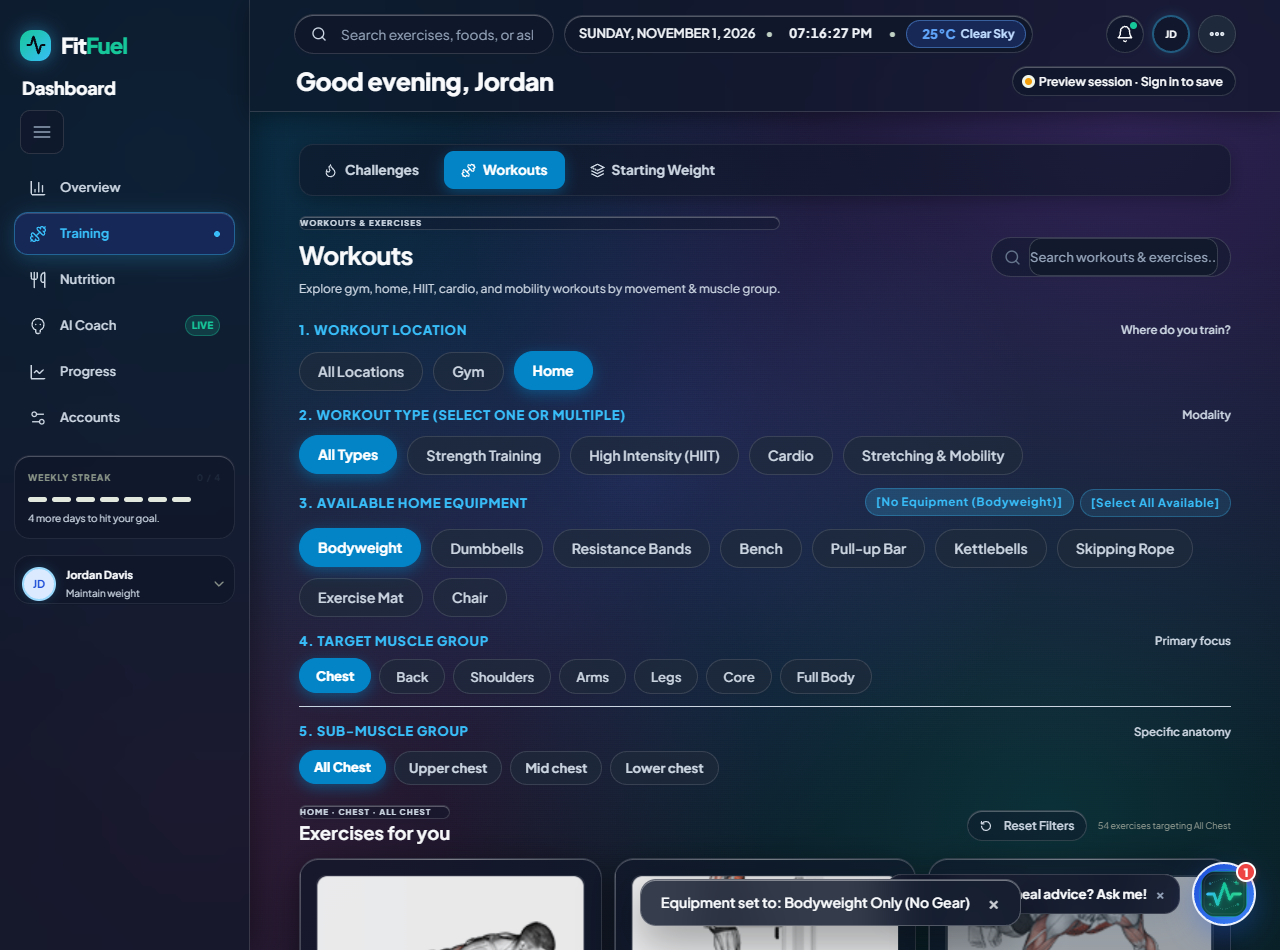 FitFuel
Dashboard
Overview
Training
Nutrition
AI Coach LIVE
Progress
Accounts
WEEKLY STREAK 0 / 4
4 more days to hit your goal.
JD Jordan Davis
Maintain weight
Search exercises, foods, or asl
SUNDAY, NOVEMBER 1, 2026 • 07:16:27 PM • 25°C Clear Sky
JD
Good evening, Jordan
Preview session · Sign in to save
Challenges Workouts Starting Weight
WORKOUTS & EXERCISES
Workouts
Search workouts & exercises..
Explore gym, home, HIIT, cardio, and mobility workouts by movement & muscle group.
1. WORKOUT LOCATION Where do you train?
All Locations Gym Home
2. WORKOUT TYPE (SELECT ONE OR MULTIPLE) Modality
All Types Strength Training High Intensity (HIIT) Cardio Stretching & Mobility
3. AVAILABLE HOME EQUIPMENT [No Equipment (Bodyweight)] [Select All Available]
Bodyweight Dumbbells Resistance Bands Bench Pull-up Bar Kettlebells Skipping Rope
Exercise Mat Chair
4. TARGET MUSCLE GROUP Primary focus
Chest Back Shoulders Arms Legs Core Full Body
5. SUB-MUSCLE GROUP Specific anatomy
All Chest Upper chest Mid chest Lower chest
HOME · CHEST · ALL CHEST
Exercises for you
Reset Filters 54 exercises targeting All Chest
Equipment set to: Bodyweight Only (No Gear) ×
eal advice? Ask me! ×
1